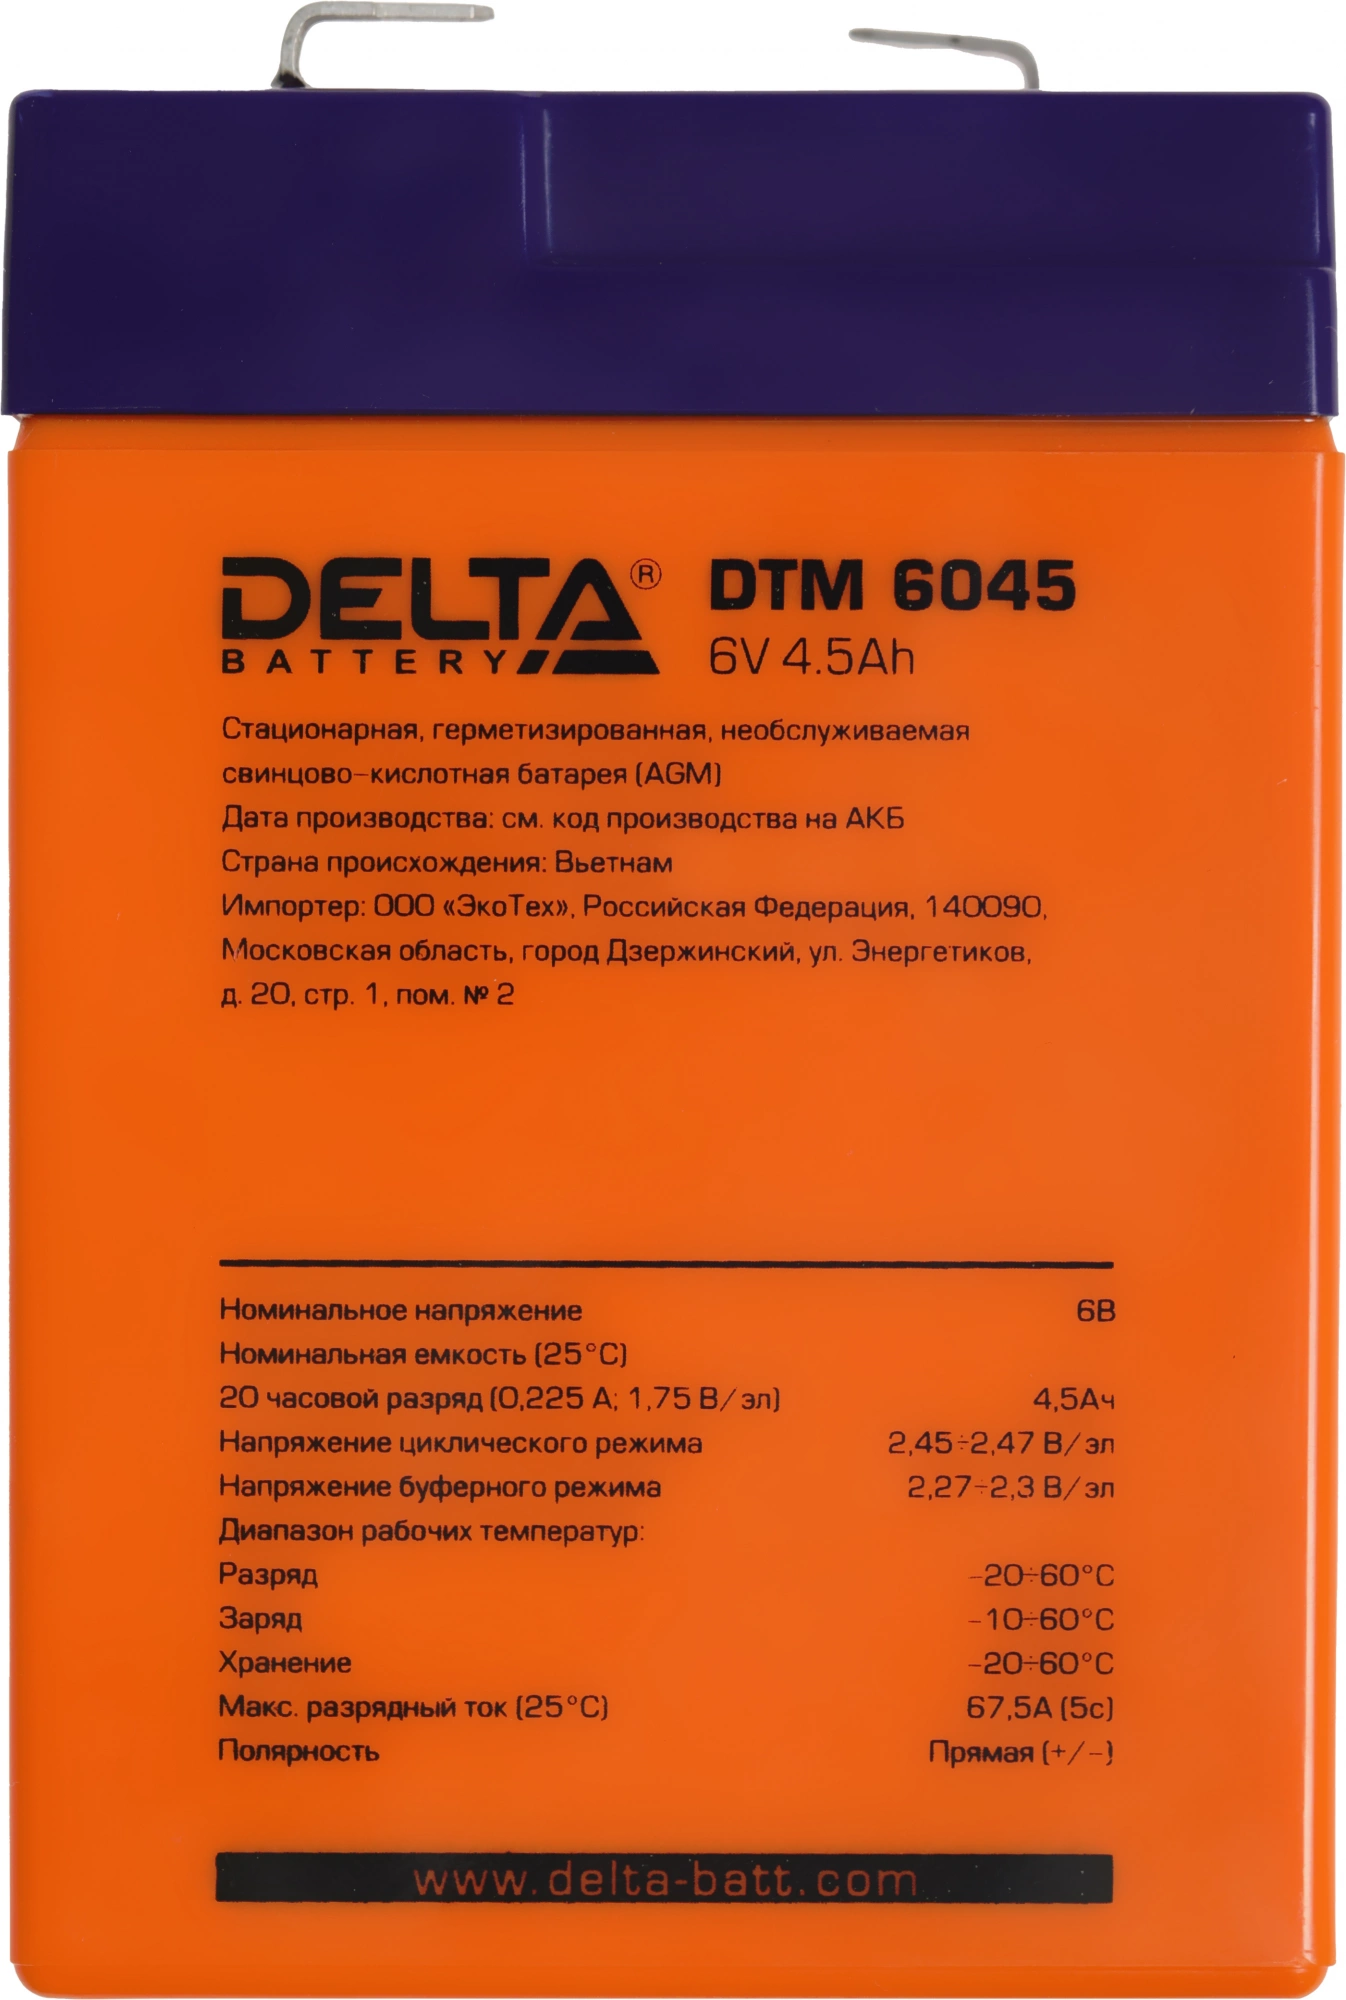 DELTA® DTM 6045
BATTERY 6V 4.5Ah
Стационарная, герметизированная, необслуживаемая
свинцово-кислотная батарея (AGM)
Дата производства: см. код производства на АКБ
Страна происхождения: Вьетнам
Импортер: ООО «ЭкоТех», Российская Федерация, 140090,
Московская область, город Дзержинский, ул. Энергетиков,
д. 20, стр. 1, пом. № 2
Номинальное напряжение 6В
Номинальная емкость (25°C)
20 часовой разряд (0,225 А; 1,75 В/эл) 4,5Ач
Напряжение циклического режима 2,45÷2,47 В/эл
Напряжение буферного режима 2,27÷2,3 В/эл
Диапазон рабочих температур:
Разряд -20÷60°C
Заряд -10÷60°C
Хранение -20÷60°C
Макс. разрядный ток (25°C) 67,5А (5с)
Полярность Прямая (+/-)
www.delta-batt.com